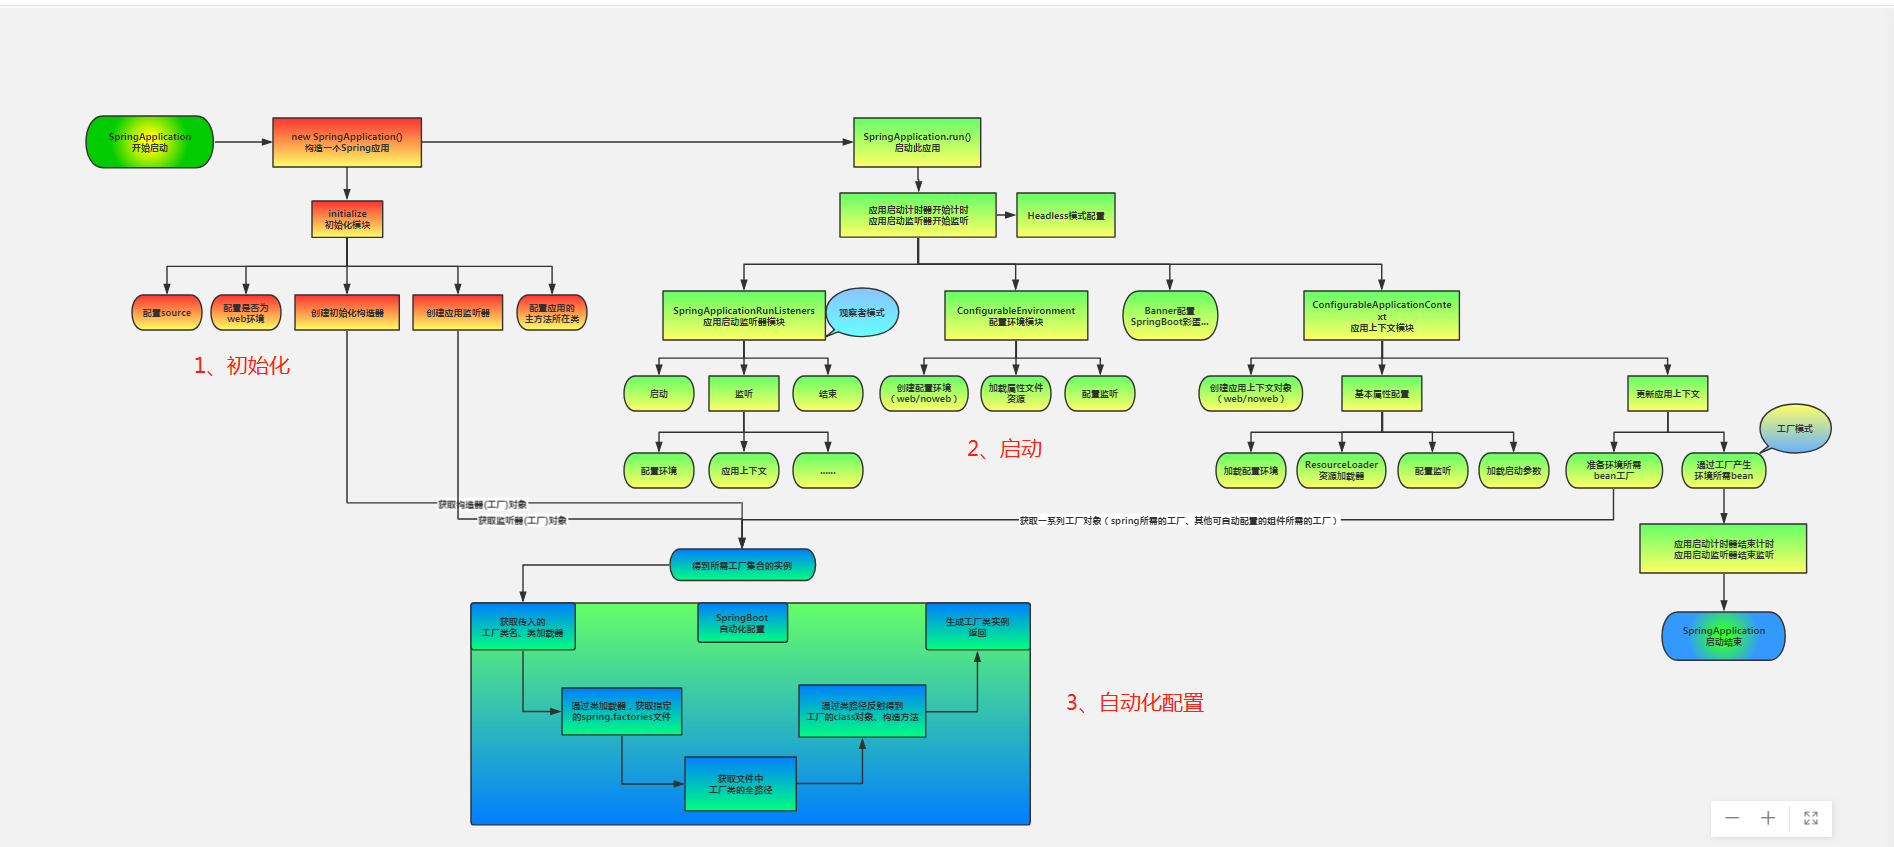 SpringApplication
开始启动
new SpringApplication()
构造一个Spring应用
SpringApplication.run()
启动此应用
initialize
初始化模块
应用启动计时器开始计时
应用启动监听器开始监听
Headless模式配置
配置source
配置是否为
web环境
创建初始化构造器
创建应用监听器
配置应用的
主方法所在类
1、初始化
SpringApplicationRunListeners
应用启动监听器模块
观察者模式
ConfigurableEnvironment
配置环境模块
Banner配置
SpringBoot彩蛋...
ConfigurableApplicationConte
xt
应用上下文模块
启动
监听
结束
创建配置环境
（web/noweb）
加载属性文件
资源
配置监听
创建应用上下文对象
（web/noweb）
基本属性配置
更新应用上下文
工厂模式
2、启动
配置环境
应用上下文
......
加载配置环境
ResourceLoader
资源加载器
配置监听
加载启动参数
准备环境所需
bean工厂
通过工厂产生
环境所需bean
获取构造器(工厂)对象
获取监听器(工厂)对象
获取一系列工厂对象（spring所需的工厂、其他可自动配置的组件所需的工厂）
应用启动计时器结束计时
应用启动监听器结束监听
得到所需工厂集合的实例
获取传入的
工厂类名、类加载器
SpringBoot
自动化配置
生成工厂类实例
返回
SpringApplication
启动结束
通过类加载器，获取指定
的spring.factories文件
通过类路径反射得到
工厂的class对象、构造方法
3、自动化配置
获取文件中
工厂类的全路径